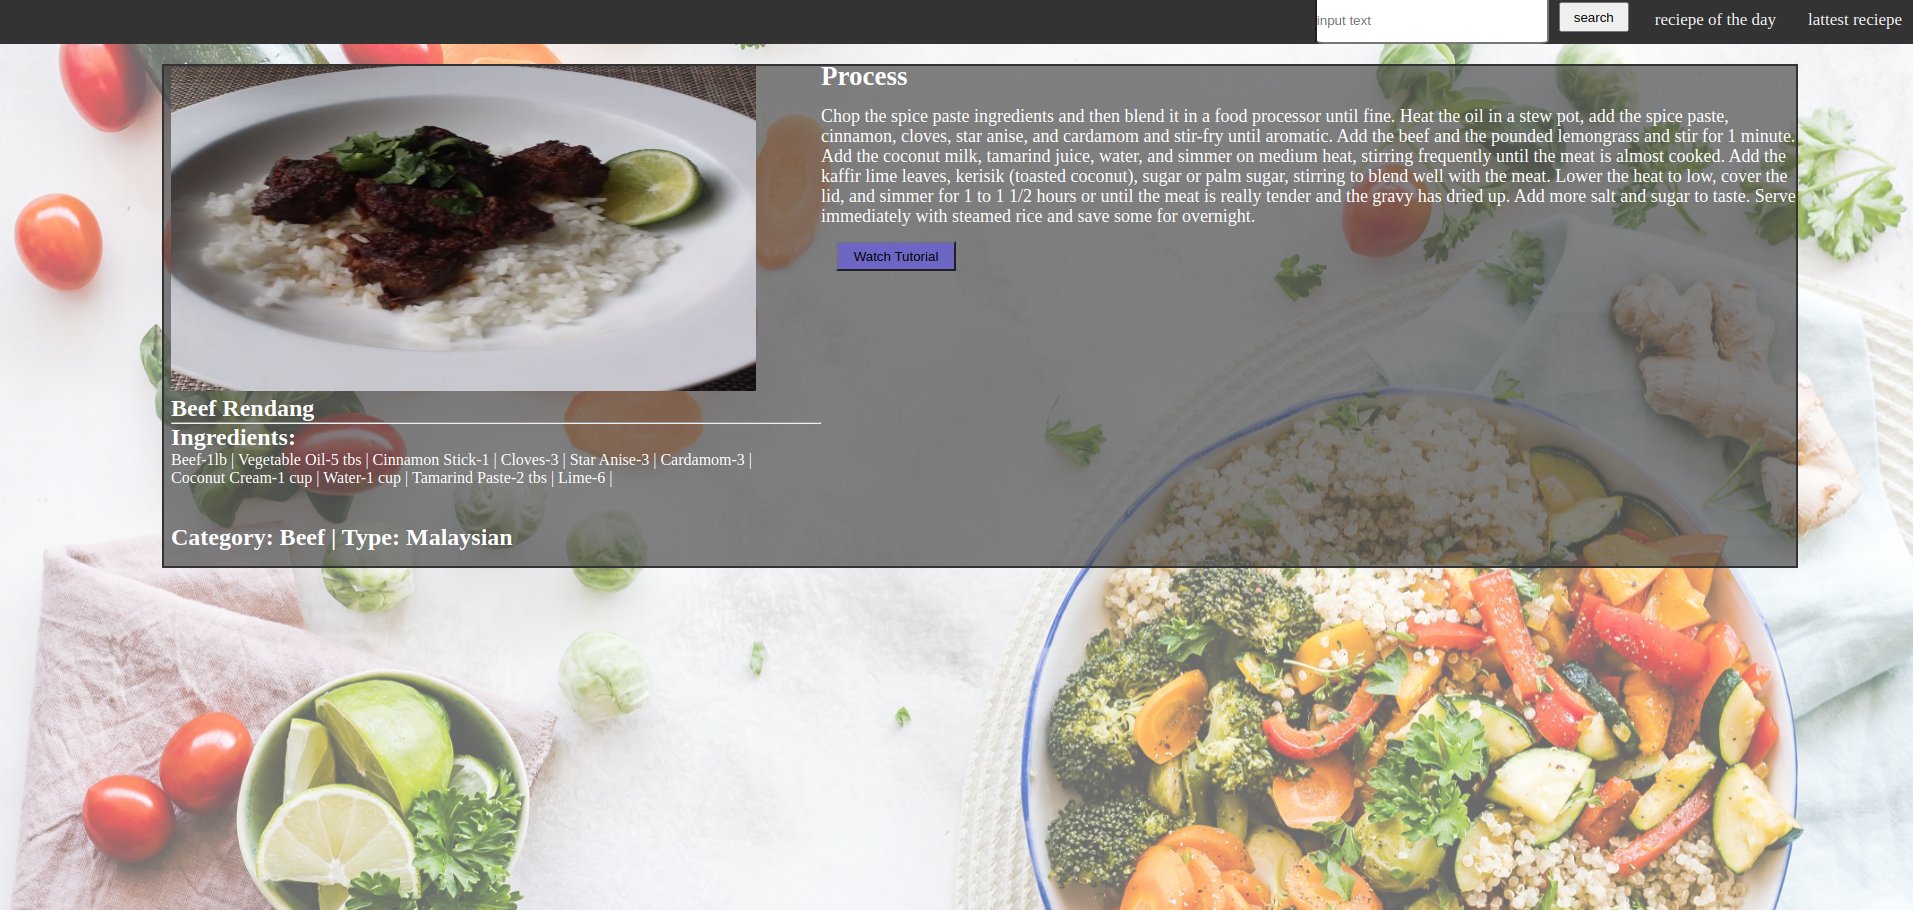 input text
search
reciepe of the day
lattest reciepe
Beef Rendang
Ingredients:
Beef-1lb | Vegetable Oil-5 tbs | Cinnamon Stick-1 | Cloves-3 | Star Anise-3 | Cardamom-3 |
Coconut Cream-1 cup | Water-1 cup | Tamarind Paste-2 tbs | Lime-6 |
Category: Beef | Type: Malaysian
Process
Chop the spice paste ingredients and then blend it in a food processor until fine. Heat the oil in a stew pot, add the spice paste,
cinnamon, cloves, star anise, and cardamom and stir-fry until aromatic. Add the beef and the pounded lemongrass and stir for 1 minute.
Add the coconut milk, tamarind juice, water, and simmer on medium heat, stirring frequently until the meat is almost cooked. Add the
kaffir lime leaves, kerisik (toasted coconut), sugar or palm sugar, stirring to blend well with the meat. Lower the heat to low, cover the
lid, and simmer for 1 to 1 1/2 hours or until the meat is really tender and the gravy has dried up. Add more salt and sugar to taste. Serve
immediately with steamed rice and save some for overnight.
Watch Tutorial